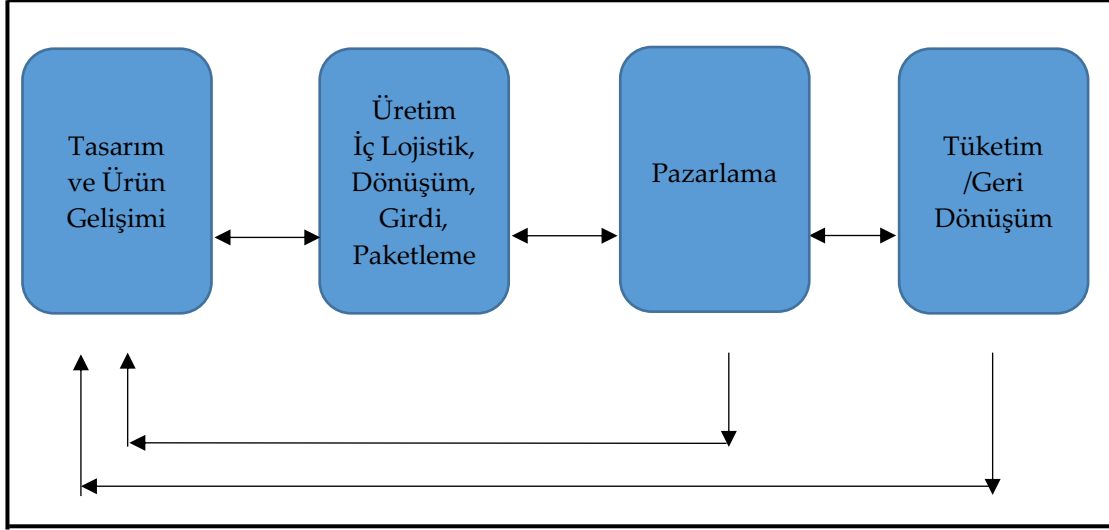 Tasarım
ve Ürün
Gelişimi
Üretim
İç Lojistik,
Dönüşüm,
Girdi,
Paketleme
Pazarlama
Tüketim
/Geri
Dönüşüm